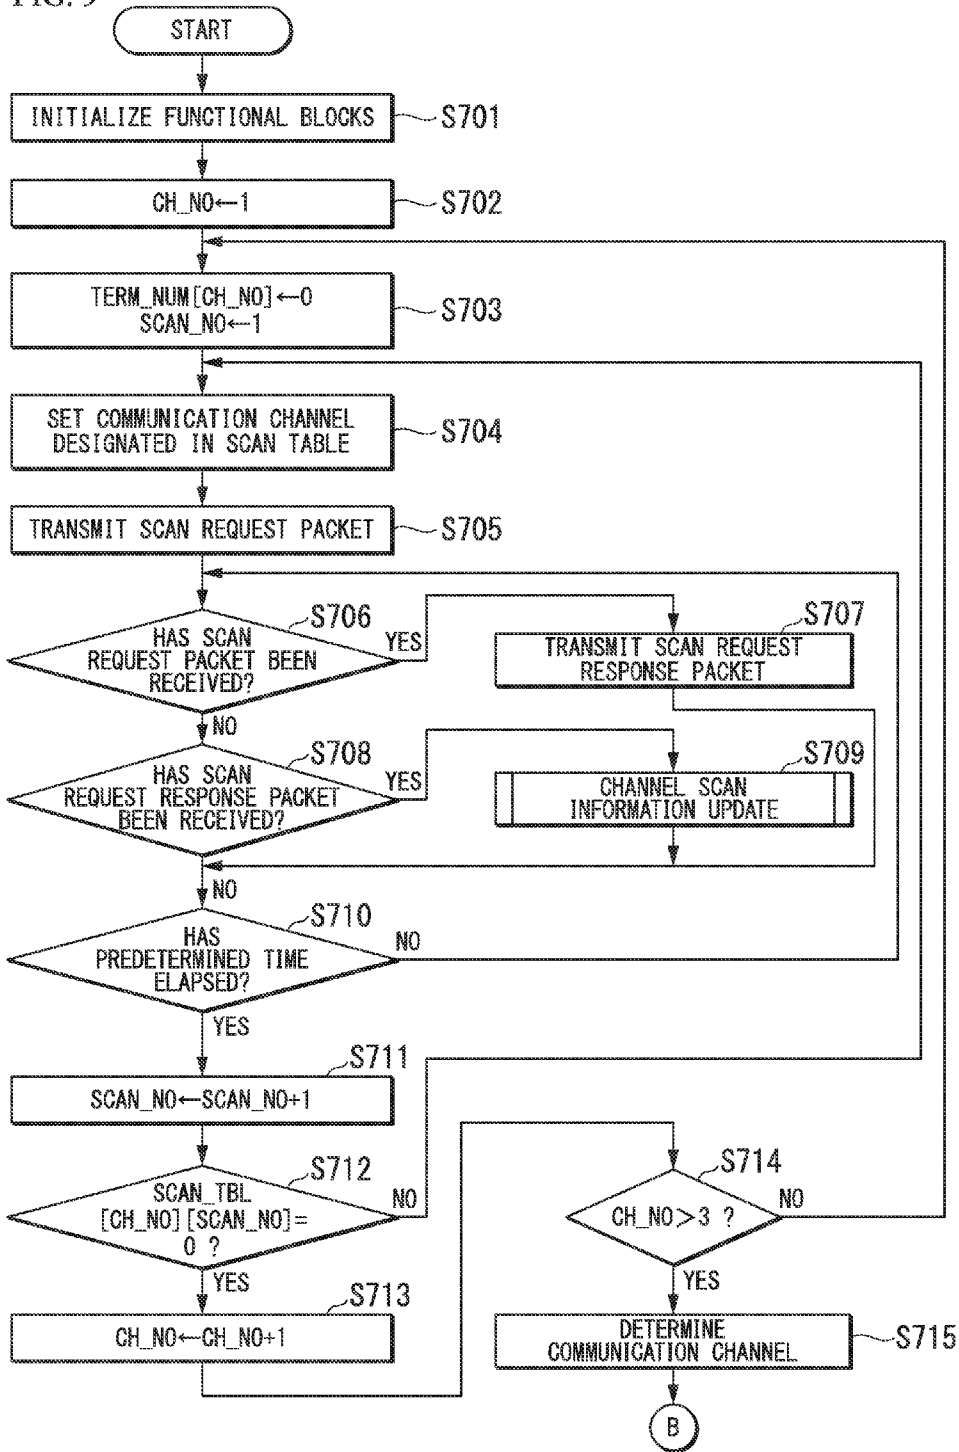 FIG. 9
START
INITIALIZE FUNCTIONAL BLOCKS
S701
CH_NO←1
S702
TERM_NUM[CH_NO]←0
SCAN_NO←1
S703
SET COMMUNICATION CHANNEL
DESIGNATED IN SCAN TABLE
S704
TRANSMIT SCAN REQUEST PACKET
S705
S706
HAS SCAN
REQUEST PACKET BEEN
RECEIVED?
YES
NO
S707
TRANSMIT SCAN REQUEST
RESPONSE PACKET
S708
HAS SCAN
REQUEST RESPONSE PACKET
BEEN RECEIVED?
YES
NO
S709
CHANNEL SCAN
INFORMATION UPDATE
S710
HAS
PREDETERMINED TIME
ELAPSED?
NO
YES
S711
SCAN_NO←SCAN_NO+1
S712
SCAN_TBL
[CH_NO][SCAN_NO]=
0 ?
NO
YES
S713
CH_NO←CH_NO+1
S714
CH_NO>3 ?
NO
YES
DETERMINE
COMMUNICATION CHANNEL
S715
B